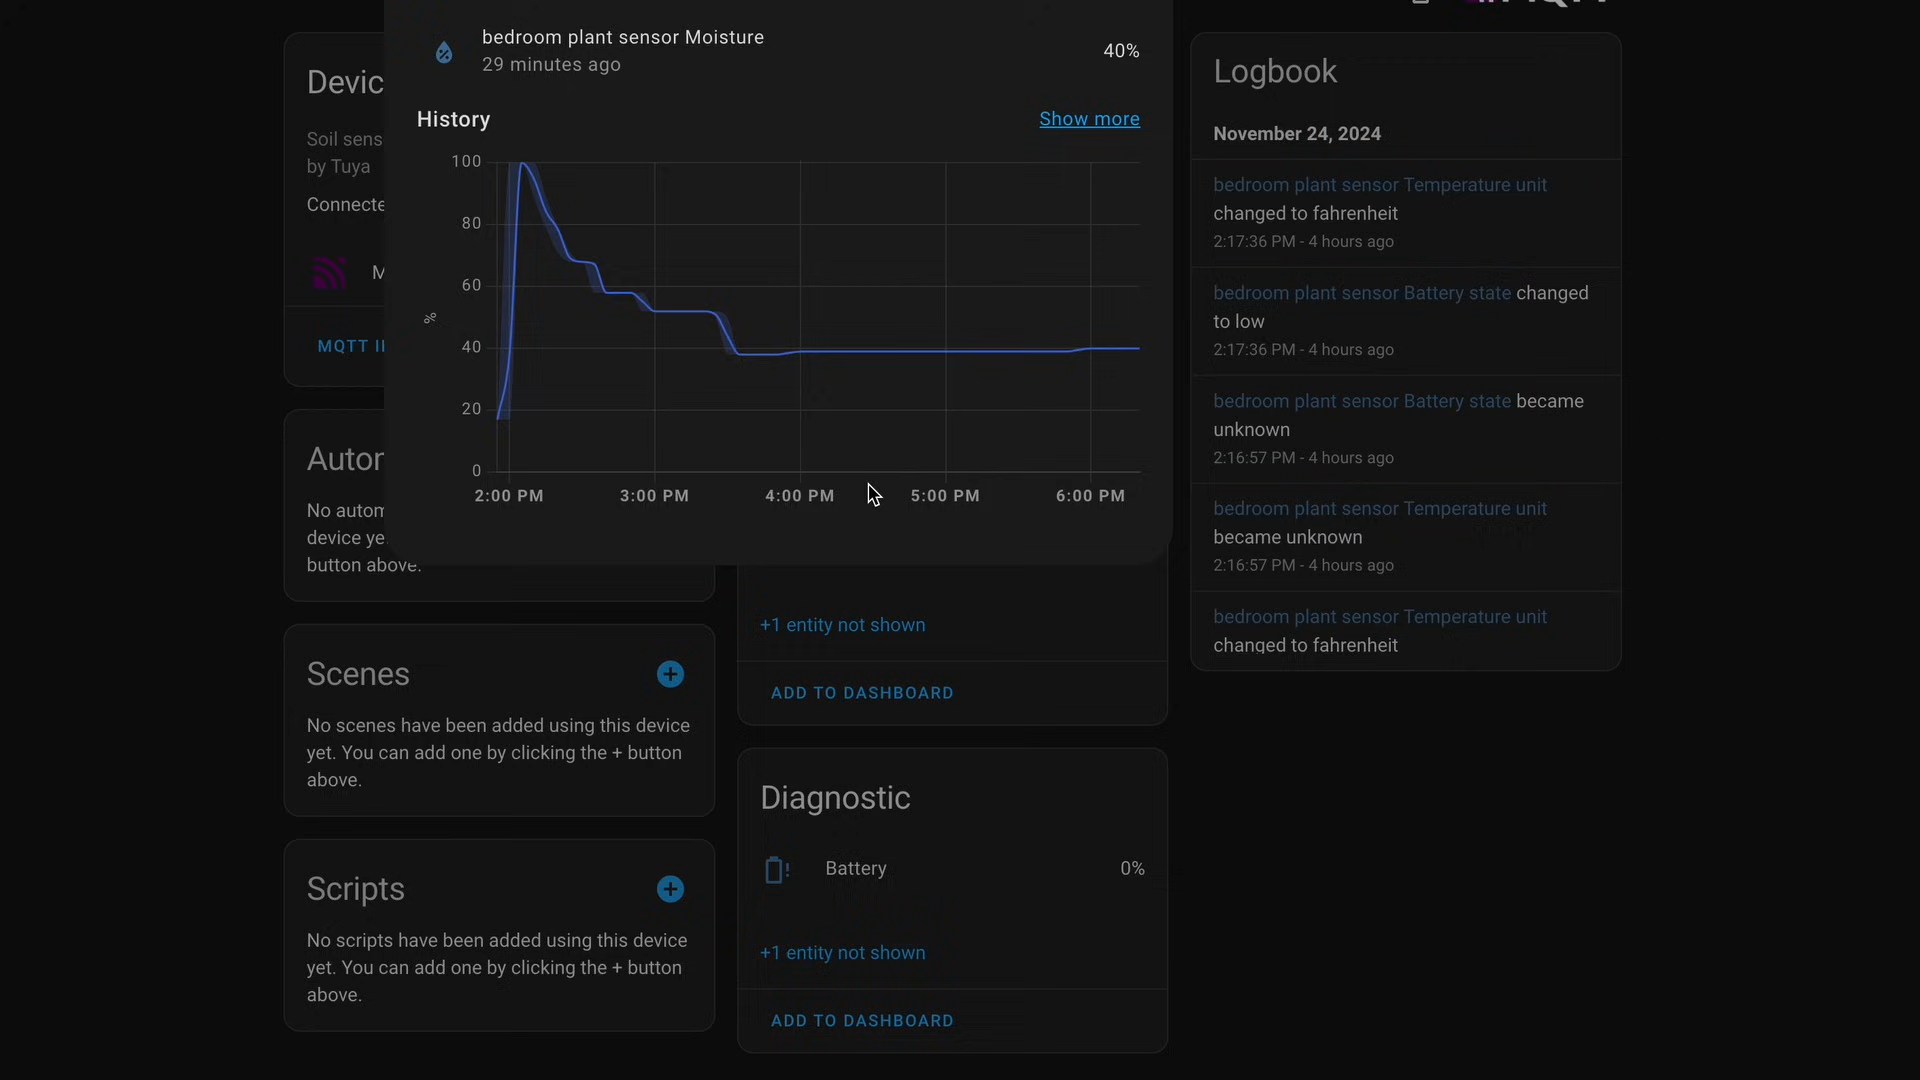 bedroom plant sensor Moisture
29 minutes ago
40%
History
Show more
100
80
60
40
20
0
%
2:00 PM
3:00 PM
4:00 PM
5:00 PM
6:00 PM
Devic
Soil sens
by Tuya
Connecte
M
MQTT I
Autor
No autom
device ye
button above.
Scenes
No scenes have been added using this device
yet. You can add one by clicking the + button
above.
Scripts
No scripts have been added using this device
yet. You can add one by clicking the + button
above.
+1 entity not shown
ADD TO DASHBOARD
Diagnostic
Battery
0%
+1 entity not shown
ADD TO DASHBOARD
Logbook
November 24, 2024
bedroom plant sensor Temperature unit
changed to fahrenheit
2:17:36 PM - 4 hours ago
bedroom plant sensor Battery state changed
to low
2:17:36 PM - 4 hours ago
bedroom plant sensor Battery state became
unknown
2:16:57 PM - 4 hours ago
bedroom plant sensor Temperature unit
became unknown
2:16:57 PM - 4 hours ago
bedroom plant sensor Temperature unit
changed to fahrenheit